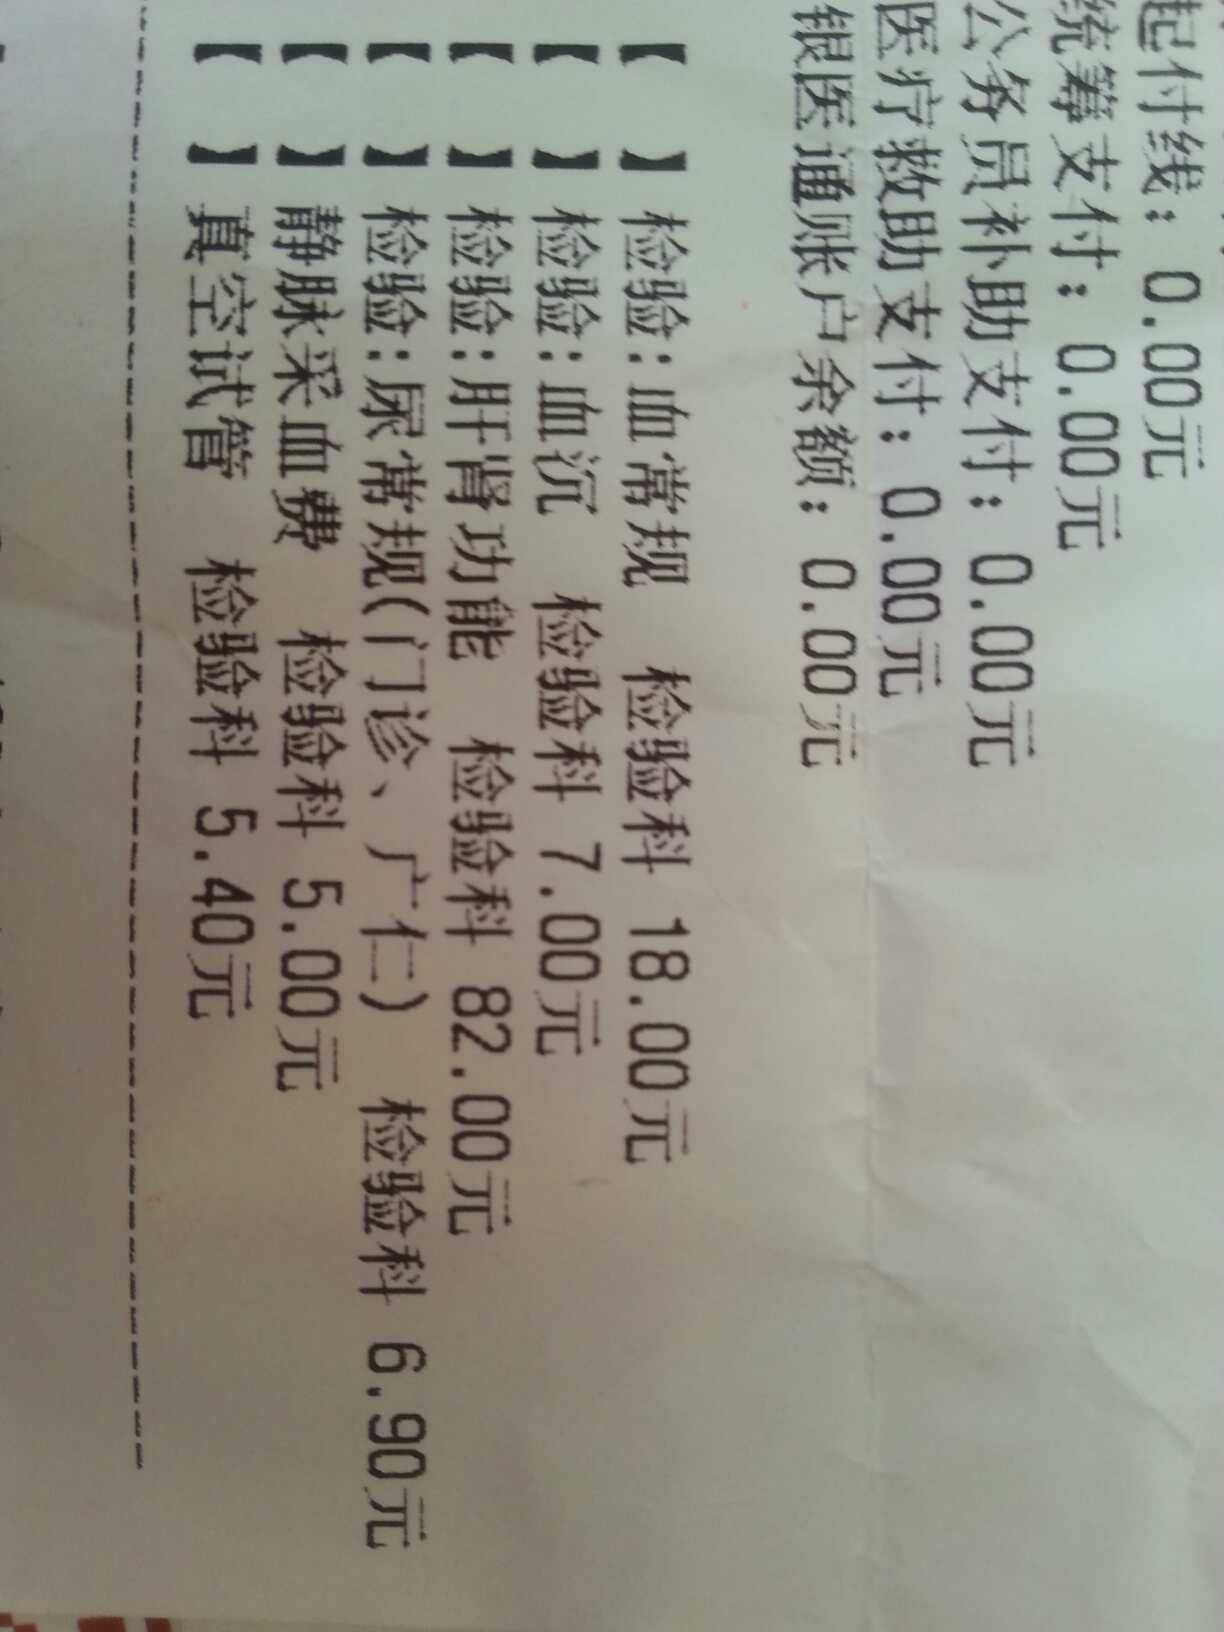 起付线：0.00元
统筹支付：0.00元
公务员补助支付：0.00元
医疗救助支付：0.00元
银医通账户余额：0.00元
【 】检验:血常规 检验科 18.00元
【 】检验:血沉 检验科 7.00元
【 】检验:肝肾功能 检验科 82.00元
【 】检验:尿常规(门诊、广仁) 检验科 6.90元
【 】静脉采血费 检验科 5.00元
【 】真空试管 检验科 5.40元